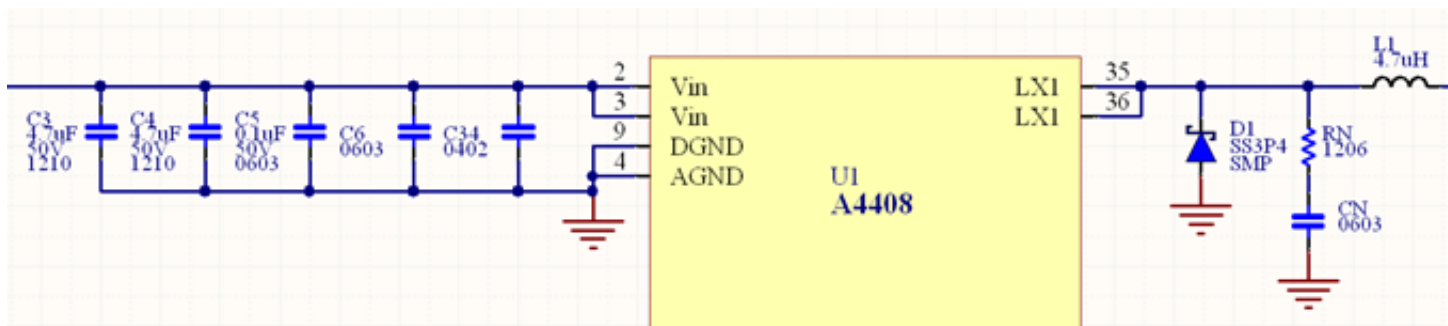 C3
4.7uF
50V
1210
C4
4.7uF
50V
1210
C5
0.1uF
50V
0603
C6
0603
C34
0402
2
3
9
4
Vin
Vin
DGND
AGND
U1
A4408
LX1
LX1
35
36
D1
SS3P4
SMP
RN
1206
CN
0603
L1
4.7uH